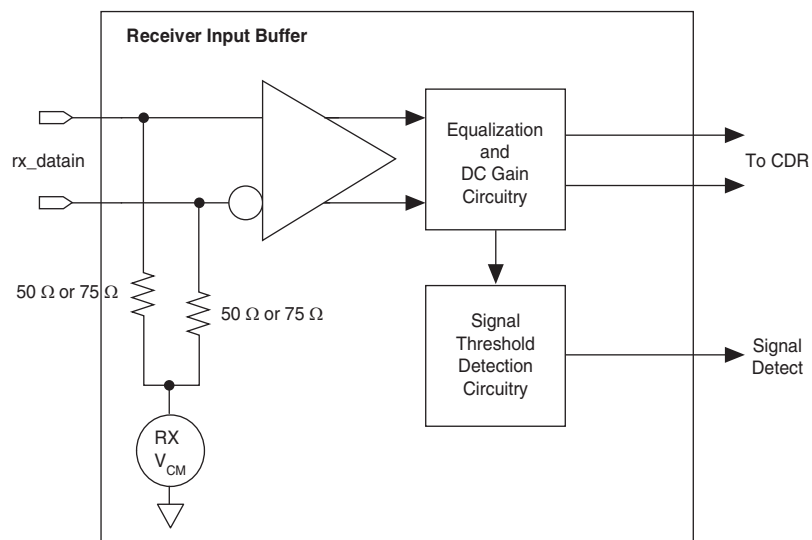 Receiver Input Buffer
rx_datain
Equalization
and
DC Gain
Circuitry
To CDR
50 Ω or 75 Ω
50 Ω or 75 Ω
Signal
Threshold
Detection
Circuitry
Signal
Detect
RX
V_CM